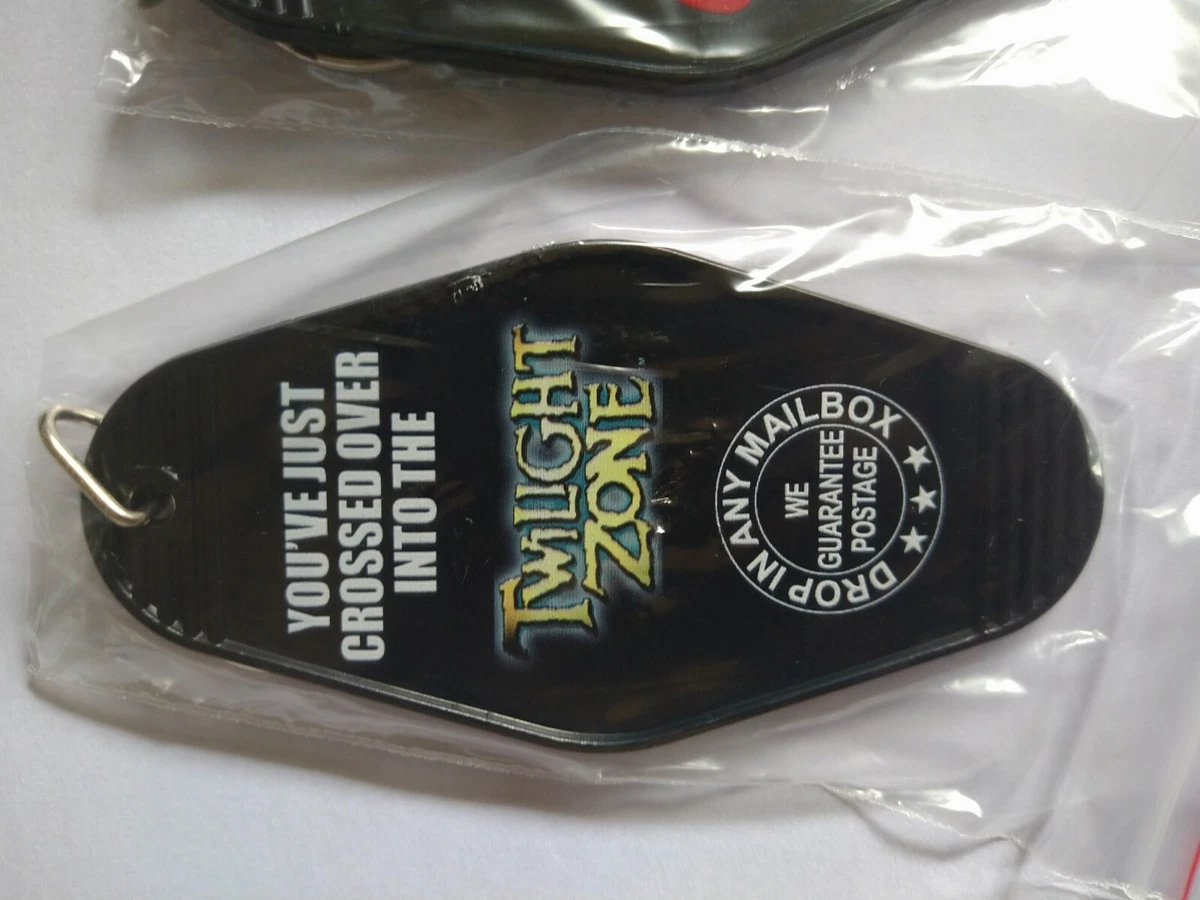 YOU'VE JUST
CROSSED OVER
INTO THE
TWILIGHT
ZONE
DROP IN ANY MAILBOX
WE
GUARANTEE
POSTAGE